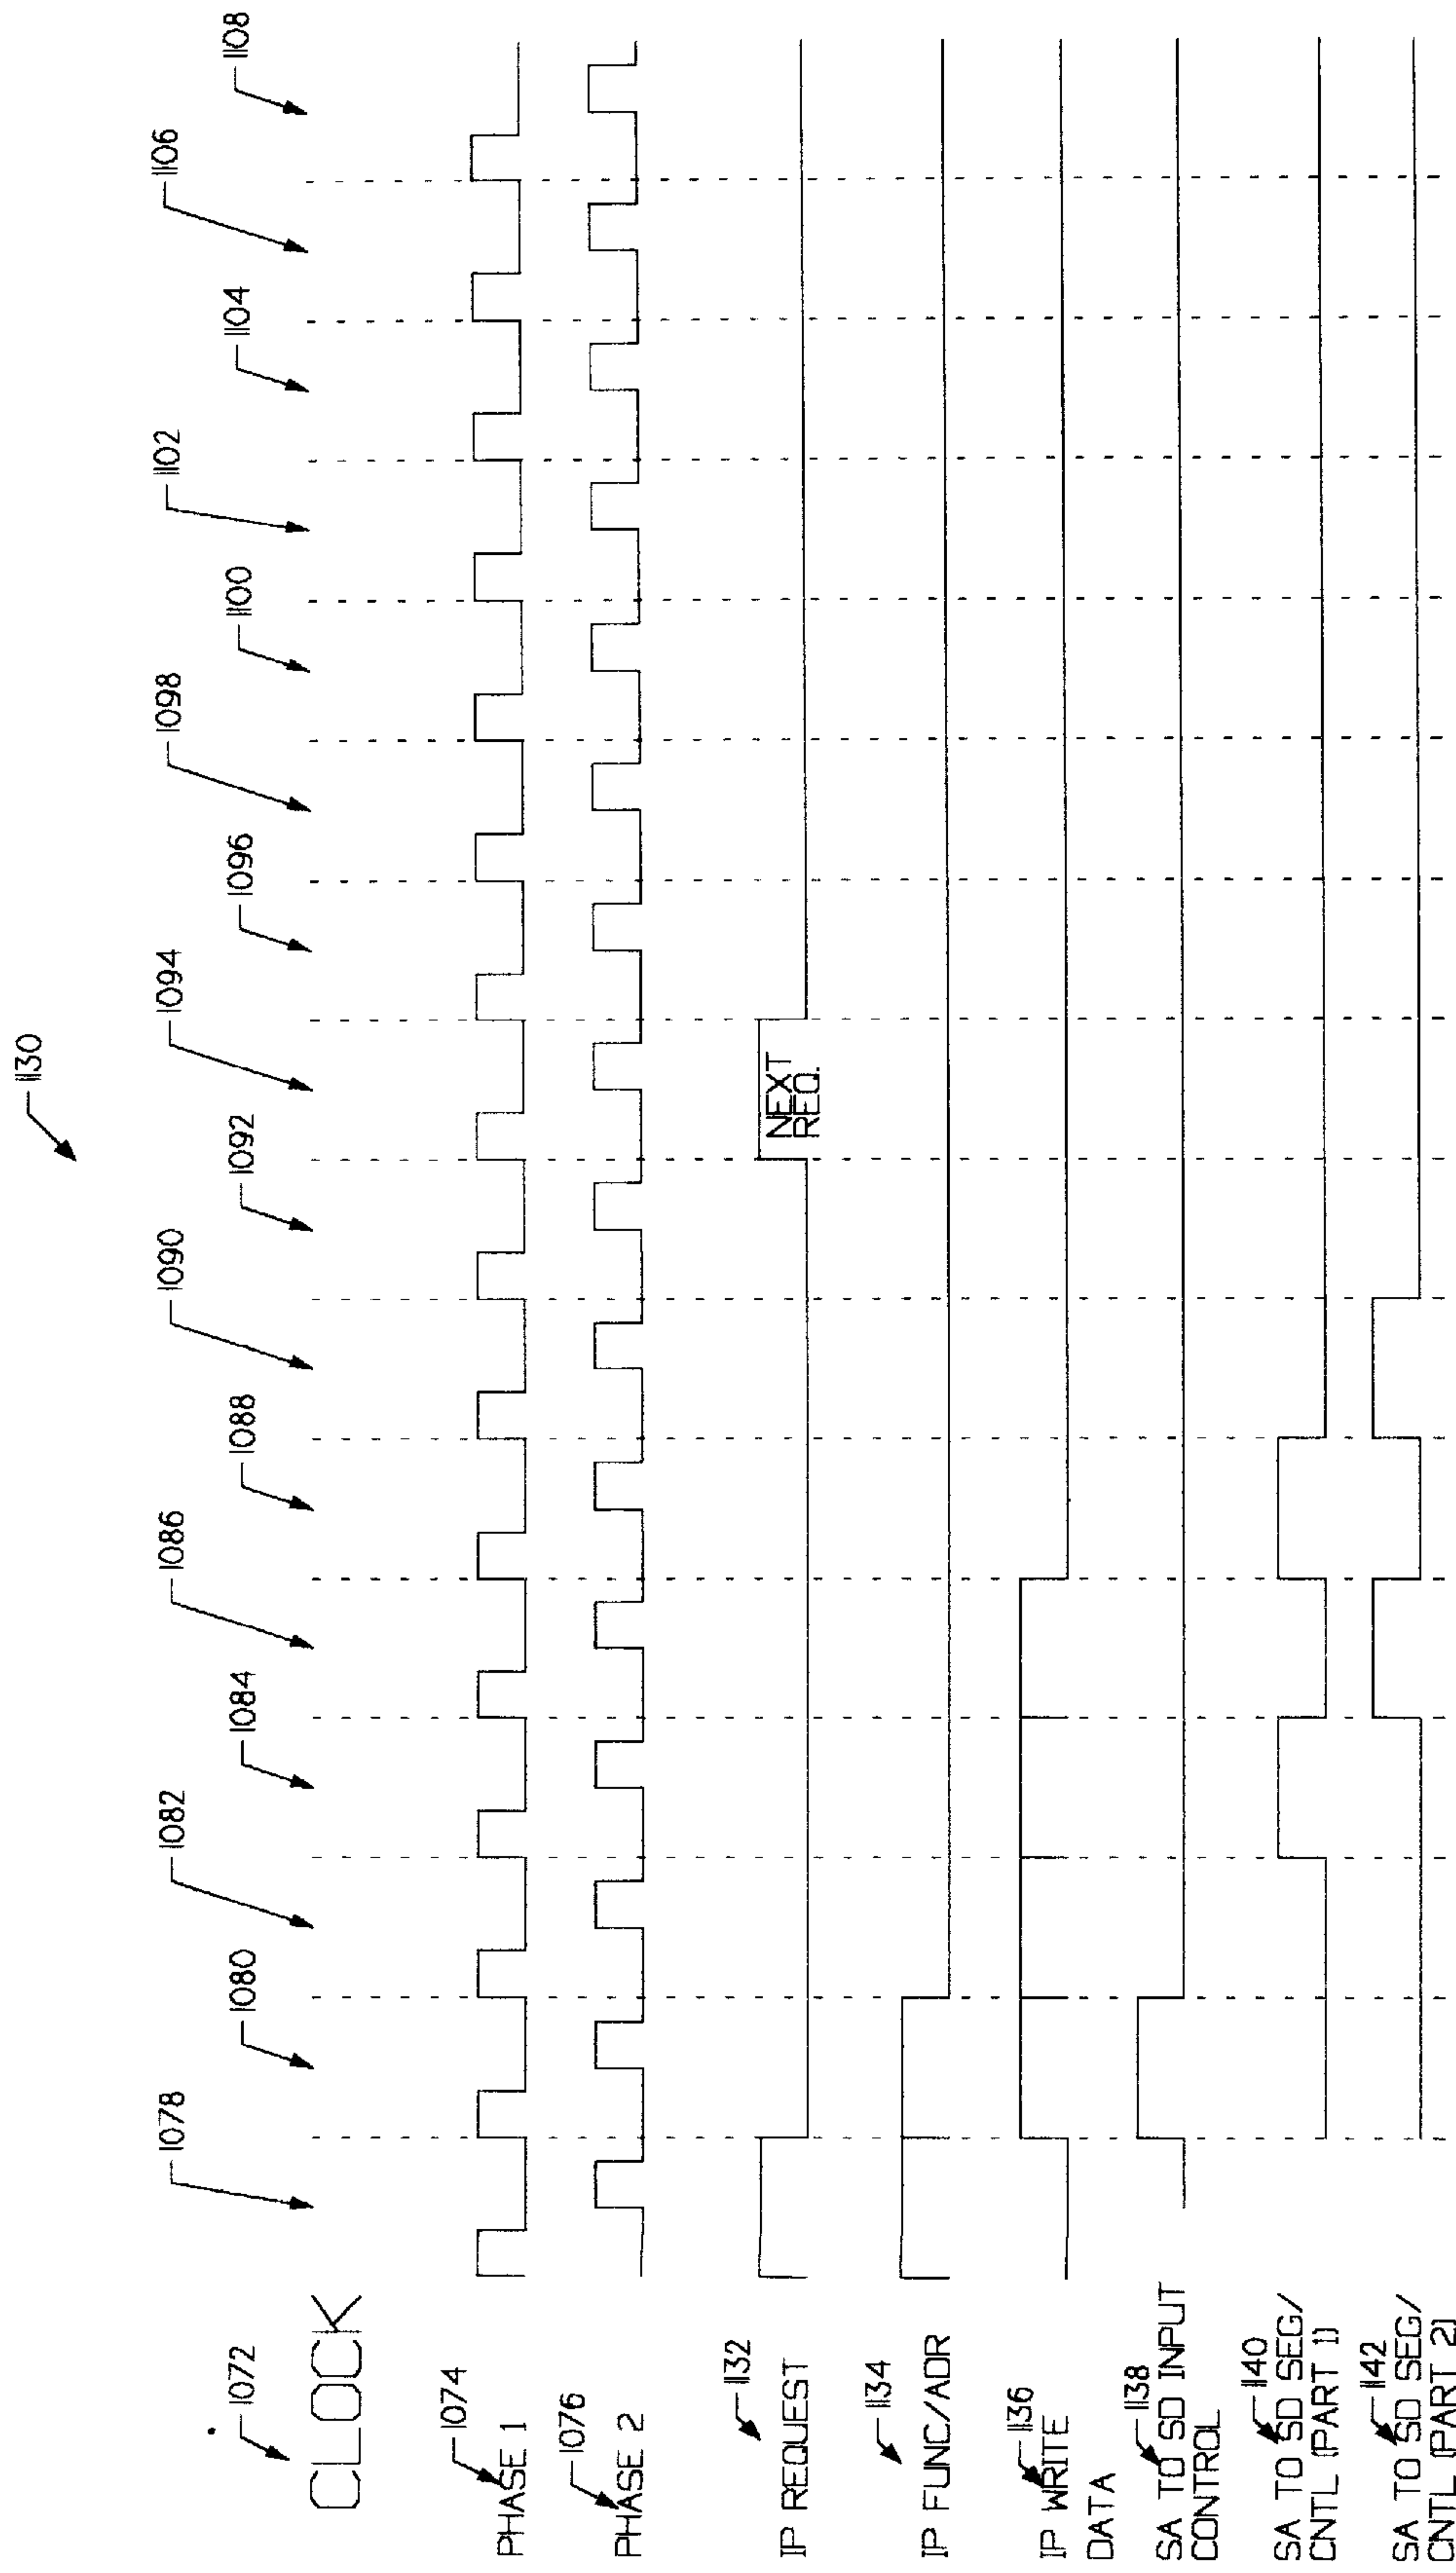 1130
1078
1080
1082
1084
1086
1088
1090
1092
1094
1096
1098
1100
1102
1104
1106
1108
1072
CLOCK
1074
PHASE 1
1076
PHASE 2
1132
IP REQUEST
NEXT
REQ.
1134
IP FUNC/ADR
1136
IP WRITE
DATA
1138
SA TO SD INPUT
CONTROL
1140
SA TO SD SEG/
CNTL (PART 1)
1142
SA TO SD SEG/
CNTL (PART 2)